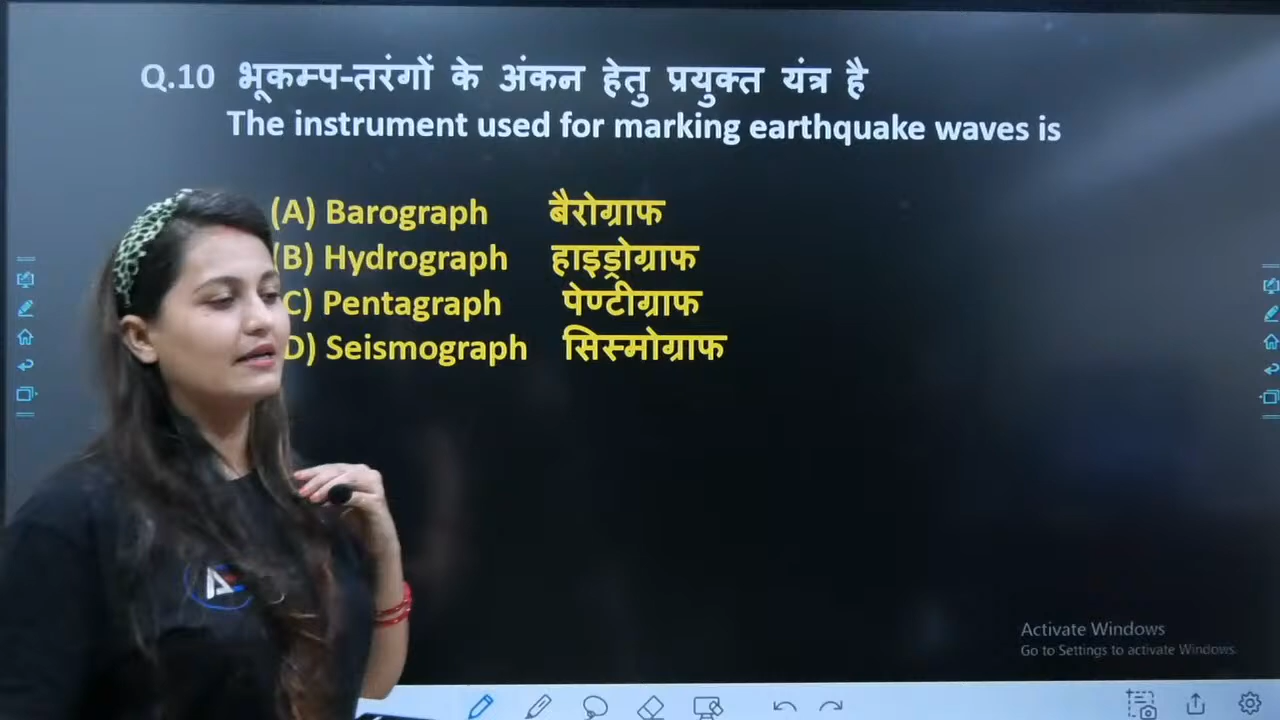 Q.10 भूकम्प-तरंगों के अंकन हेतु प्रयुक्त यंत्र है
The instrument used for marking earthquake waves is
(A) Barograph बैरोग्राफ
(B) Hydrograph हाइड्रोग्राफ
C) Pentagraph पेण्टीग्राफ
D) Seismograph सिस्मोग्राफ
Activate Windows
Go to Settings to activate Windows.